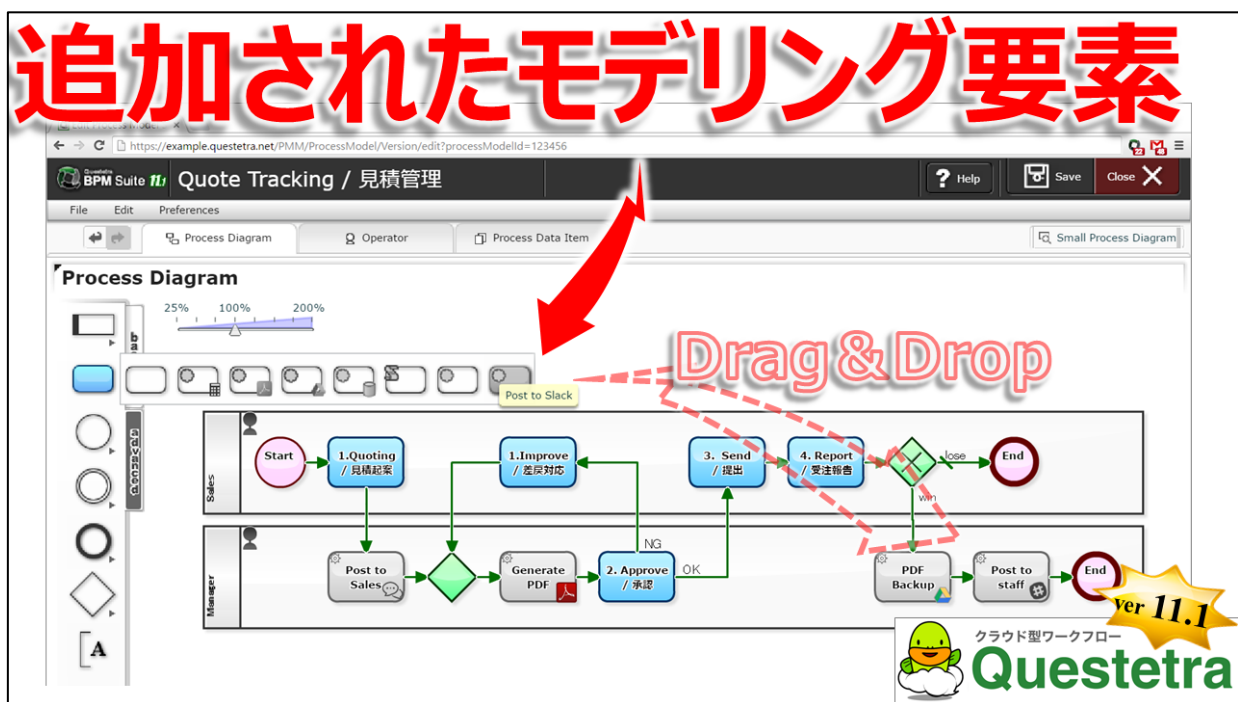 追加されたモデリング要素
https://example.questetra.net/PMM/ProcessModel/Version/edit?processModelId=123456
Questetra
BPM Suite 11.1
Quote Tracking / 見積管理
? Help
Save
Close X
File Edit Preferences
Process Diagram
Operator
Process Data Item
Small Process Diagram
Process Diagram
25% 100% 200%
advanced
Drag&Drop
Post to Slack
Sales
Start
1.Quoting
/ 見積起案
1.Improve
/ 差戻対応
3. Send
/ 提出
4. Report
/ 受注報告
lose
End
win
Manager
Post to
Sales
Generate
PDF
2. Approve
/ 承認
NG
OK
PDF
Backup
Post to
staff
End
A
ver 11.1
クラウド型ワークフロー
Questetra